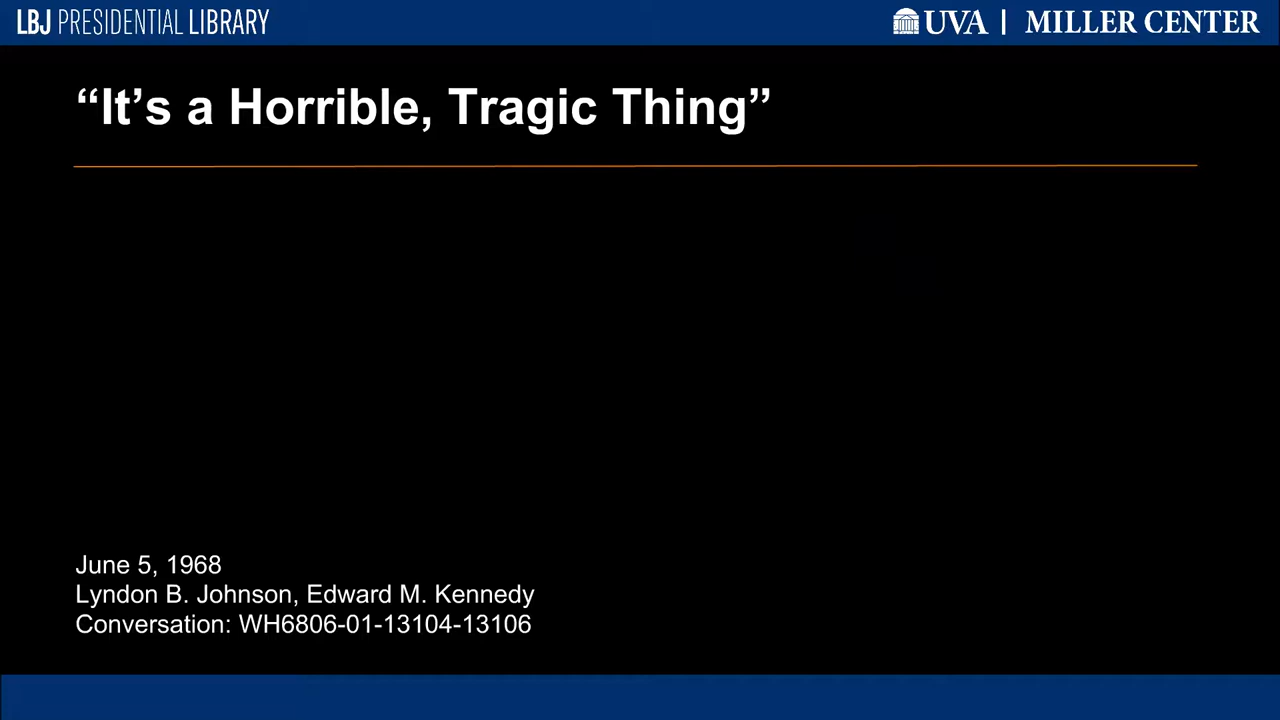 LBJ PRESIDENTIAL LIBRARY
UVA | MILLER CENTER
“It’s a Horrible, Tragic Thing”
June 5, 1968
Lyndon B. Johnson, Edward M. Kennedy
Conversation: WH6806-01-13104-13106